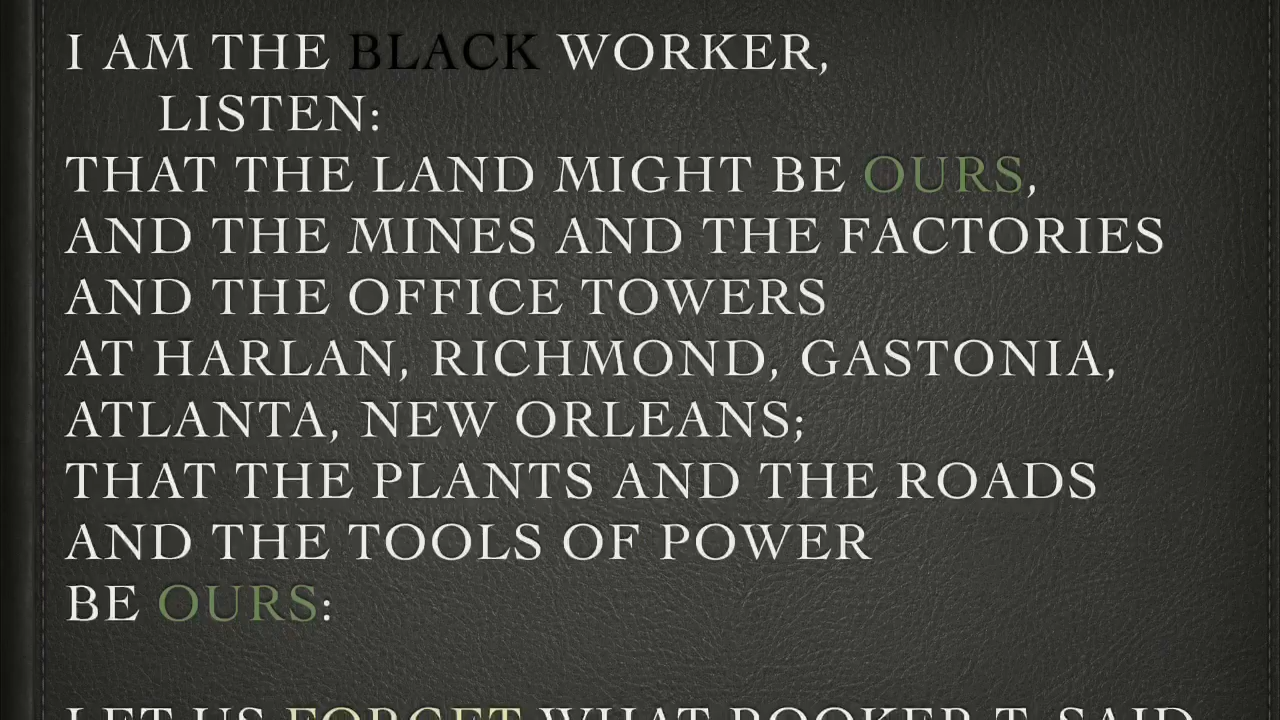 I AM THE BLACK WORKER,
LISTEN:
THAT THE LAND MIGHT BE OURS,
AND THE MINES AND THE FACTORIES
AND THE OFFICE TOWERS
AT HARLAN, RICHMOND, GASTONIA,
ATLANTA, NEW ORLEANS;
THAT THE PLANTS AND THE ROADS
AND THE TOOLS OF POWER
BE OURS:
LET US FORGET WHAT BOOKER T. SAID